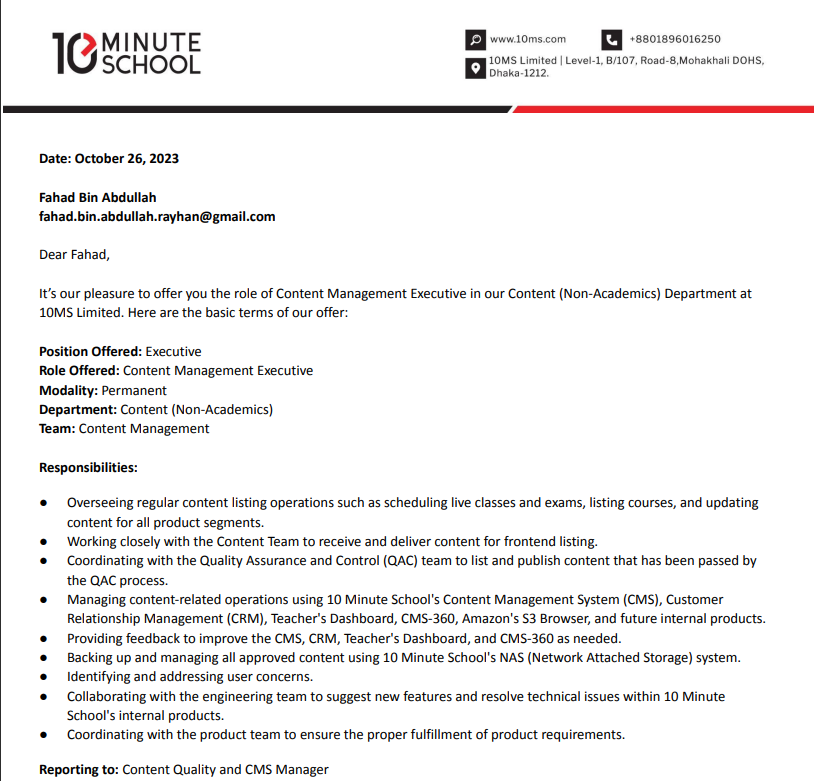 10 MINUTE
SCHOOL
www.10ms.com
+8801896016250
10MS Limited | Level-1, B/107, Road-8,Mohakhali DOHS,
Dhaka-1212.
Date: October 26, 2023
Fahad Bin Abdullah
fahad.bin.abdullah.rayhan@gmail.com
Dear Fahad,
It's our pleasure to offer you the role of Content Management Executive in our Content (Non-Academics) Department at
10MS Limited. Here are the basic terms of our offer:
Position Offered: Executive
Role Offered: Content Management Executive
Modality: Permanent
Department: Content (Non-Academics)
Team: Content Management
Responsibilities:
● Overseeing regular content listing operations such as scheduling live classes and exams, listing courses, and updating
content for all product segments.
● Working closely with the Content Team to receive and deliver content for frontend listing.
● Coordinating with the Quality Assurance and Control (QAC) team to list and publish content that has been passed by
the QAC process.
● Managing content-related operations using 10 Minute School's Content Management System (CMS), Customer
Relationship Management (CRM), Teacher's Dashboard, CMS-360, Amazon's S3 Browser, and future internal products.
● Providing feedback to improve the CMS, CRM, Teacher's Dashboard, and CMS-360 as needed.
● Backing up and managing all approved content using 10 Minute School's NAS (Network Attached Storage) system.
● Identifying and addressing user concerns.
● Collaborating with the engineering team to suggest new features and resolve technical issues within 10 Minute
School's internal products.
● Coordinating with the product team to ensure the proper fulfillment of product requirements.
Reporting to: Content Quality and CMS Manager